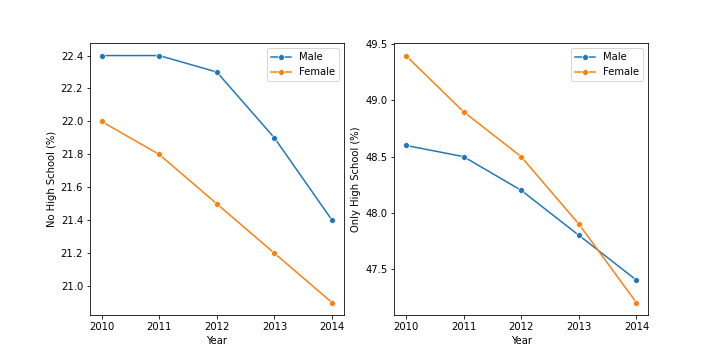 22.4
22.2
22.0
21.8
21.6
21.4
21.2
21.0
No High School (%)
2010 2011 2012 2013 2014
Year
Male
Female
49.5
49.0
48.5
48.0
47.5
Only High School (%)
2010 2011 2012 2013 2014
Year
Male
Female